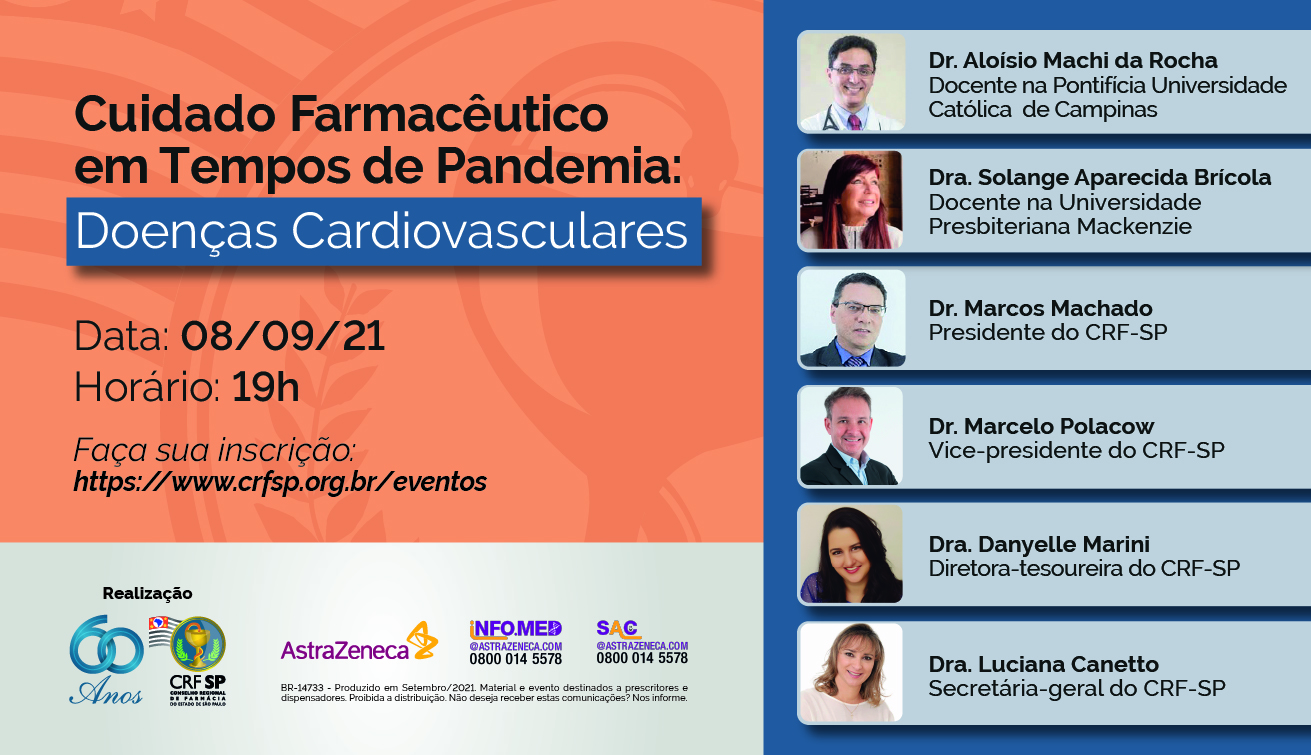 Cuidado Farmacêutico
em Tempos de Pandemia:
Doenças Cardiovasculares
Data: 08/09/21
Horário: 19h
Faça sua inscrição:
https://www.crfsp.org.br/eventos
Realização
60
Anos
CRF SP
CONSELHO REGIONAL
DE FARMÁCIA
DO ESTADO DE SÃO PAULO
AstraZeneca
iNFO.MED
@ASTRAZENECA.COM
0800 014 5578
SAC
@ASTRAZENECA.COM
0800 014 5578
BR-14733 - Produzido em Setembro/2021. Material e evento destinados a prescritores e
dispensadores. Proibida a distribuição. Não deseja receber estas comunicações? Nos informe.
Dr. Aloísio Machi da Rocha
Docente na Pontifícia Universidade
Católica de Campinas
Dra. Solange Aparecida Brícola
Docente na Universidade
Presbiteriana Mackenzie
Dr. Marcos Machado
Presidente do CRF-SP
Dr. Marcelo Polacow
Vice-presidente do CRF-SP
Dra. Danyelle Marini
Diretora-tesoureira do CRF-SP
Dra. Luciana Canetto
Secretária-geral do CRF-SP